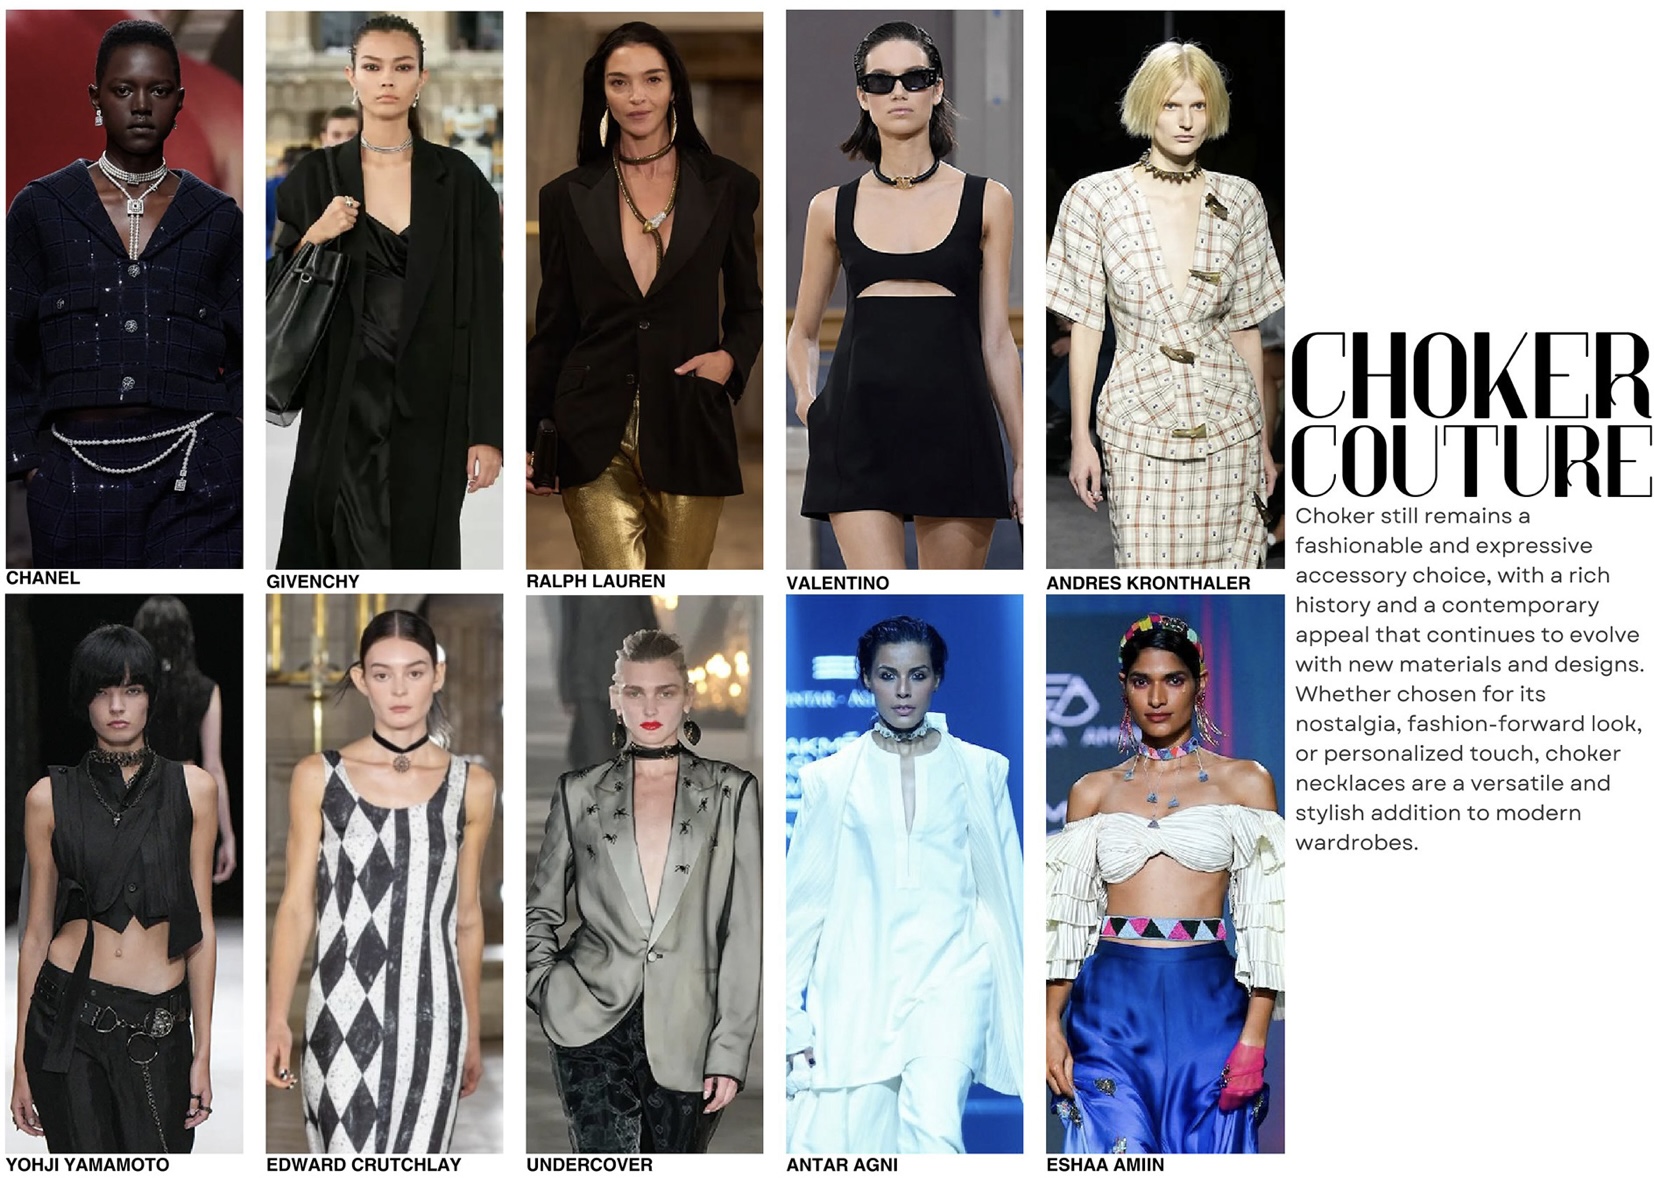 CHOKER
COUTURE
Choker still remains a
fashionable and expressive
accessory choice, with a rich
history and a contemporary
appeal that continues to evolve
with new materials and designs.
Whether chosen for its
nostalgia, fashion-forward look,
or personalized touch, choker
necklaces are a versatile and
stylish addition to modern
wardrobes.
CHANEL
GIVENCHY
RALPH LAUREN
VALENTINO
ANDRES KRONTHALER
YOHJI YAMAMOTO
EDWARD CRUTCHLAY
UNDERCOVER
ANTAR AGNI
ESHAA AMIIN